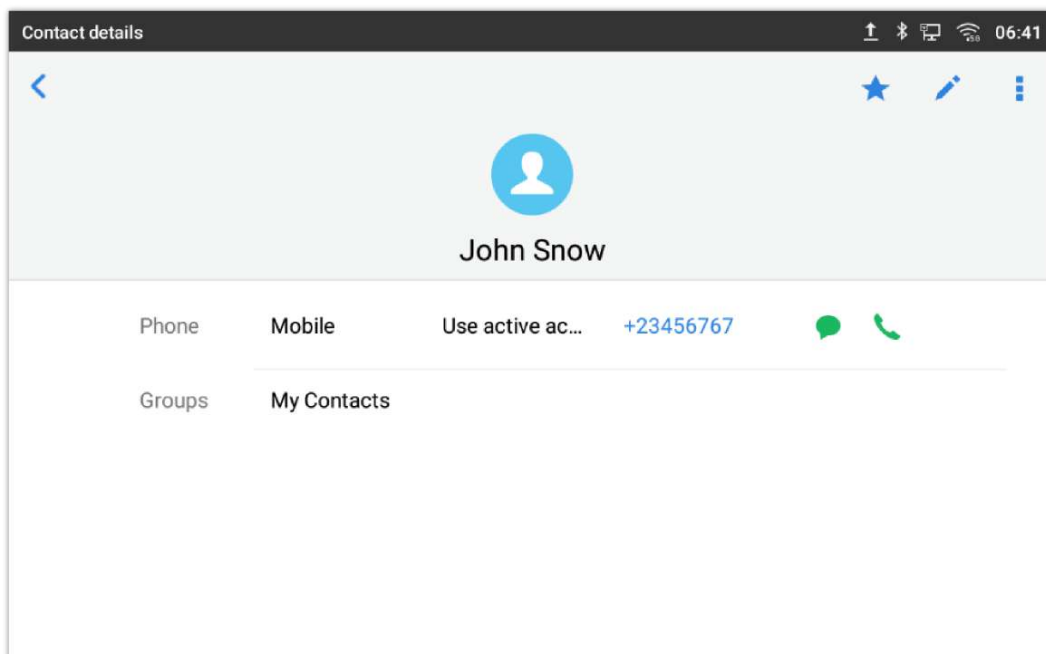 Contact details 06:41
John Snow
Phone Mobile Use active ac... +23456767
Groups My Contacts